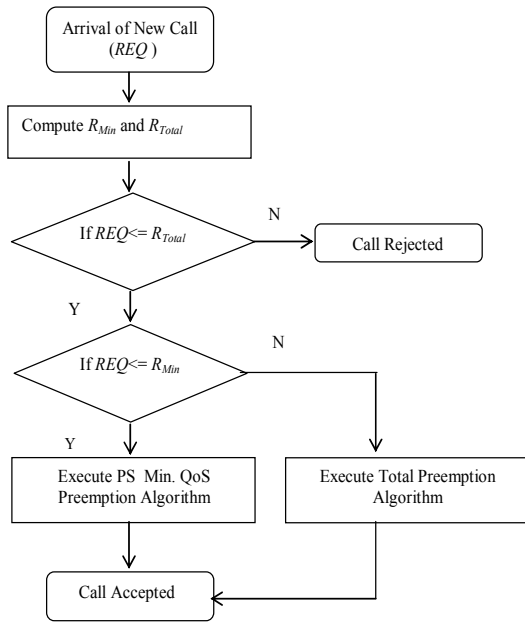 Arrival of New Call
(REQ )
Compute RMin and RTotal
If REQ<= RTotal
N
Call Rejected
Y
If REQ<= RMin
N
Y
Execute PS Min. QoS
Preemption Algorithm
Execute Total Preemption
Algorithm
Call Accepted